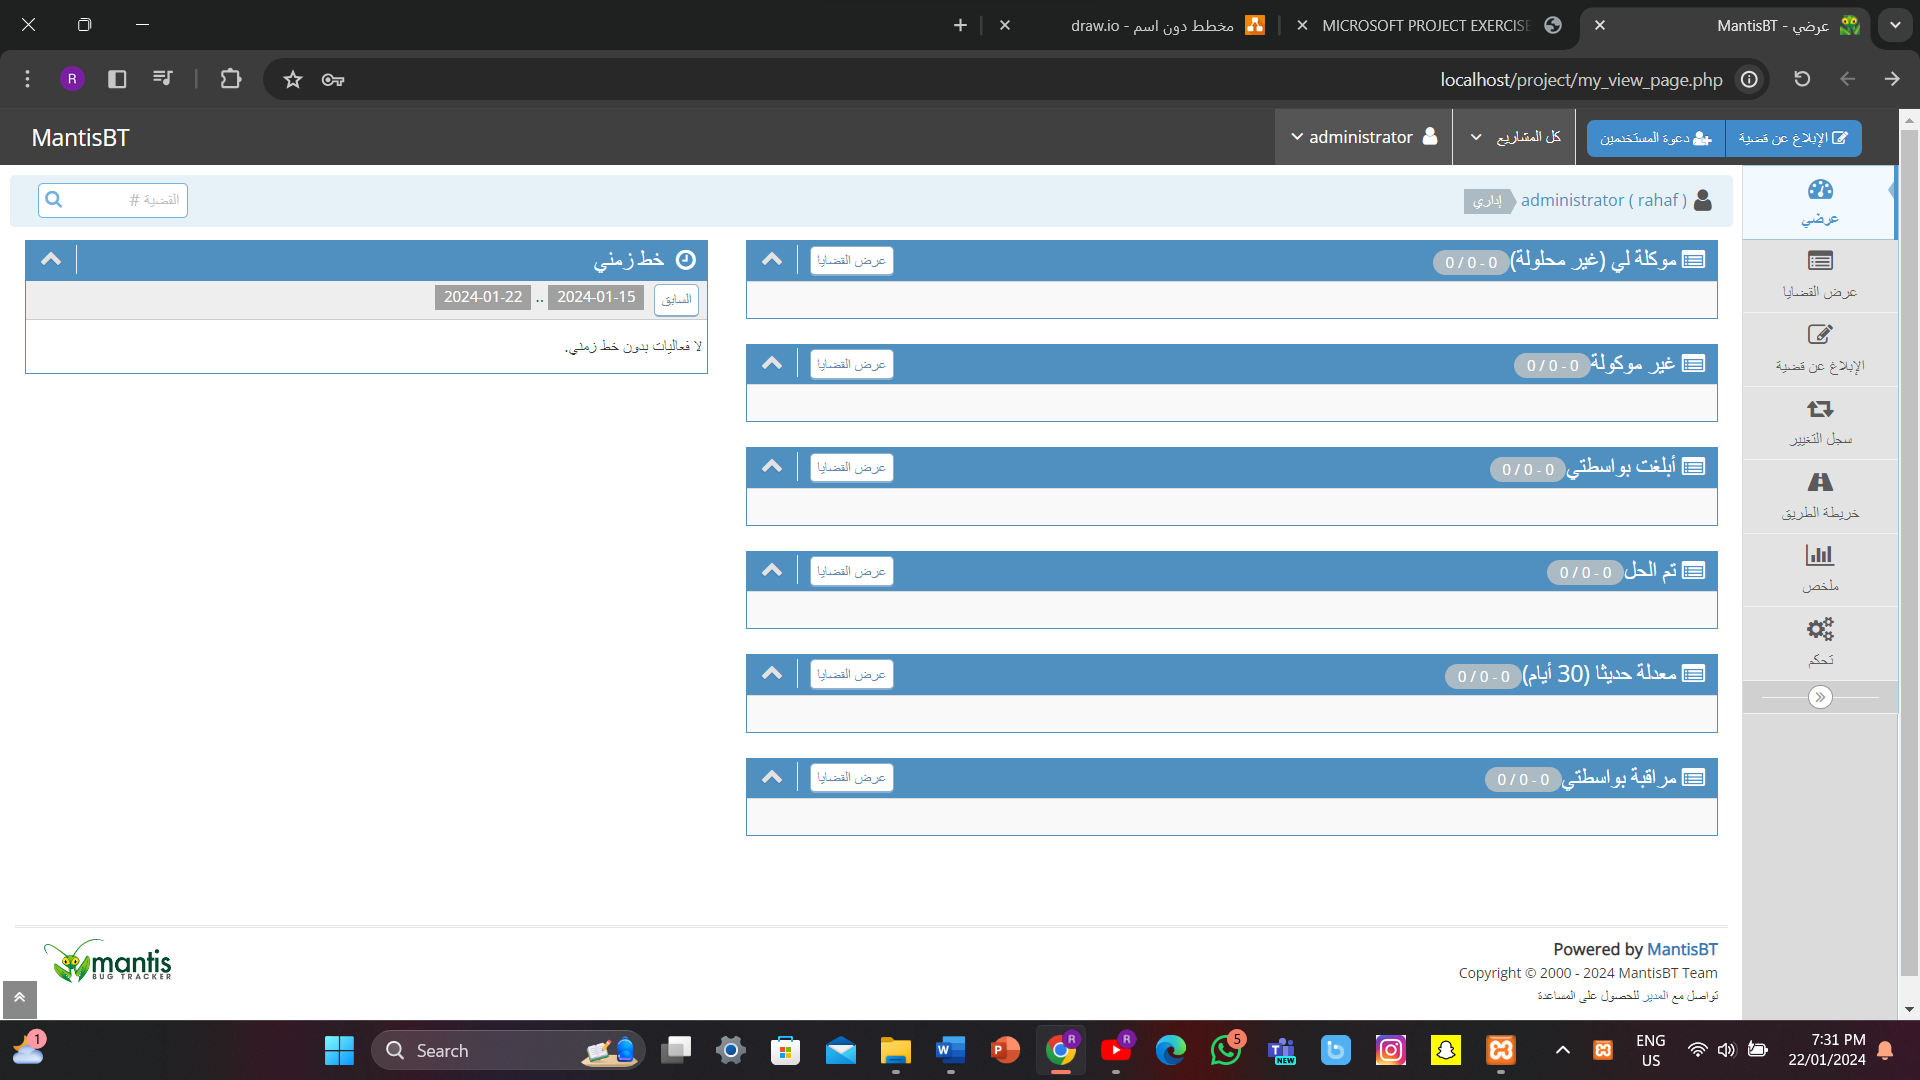 عرضي - MantisBT
MICROSOFT PROJECT EXERCISE
مخطط دون اسم - draw.io
localhost/project/my_view_page.php
R
MantisBT
administrator
كل المشاريع
دعوة المستخدمين
الإبلاغ عن قضية
القضية #
administrator ( rahaf )
إداري
عرضي
عرض القضايا
الإبلاغ عن قضية
سجل التغيير
خريطة الطريق
ملخص
تحكم
موكلة لي (غير محلولة)
0 - 0 / 0
عرض القضايا
غير موكولة
0 - 0 / 0
عرض القضايا
أبلغت بواسطتي
0 - 0 / 0
عرض القضايا
تم الحل
0 - 0 / 0
عرض القضايا
معدلة حديثا (30 أيام)
0 - 0 / 0
عرض القضايا
مراقبة بواسطتي
0 - 0 / 0
عرض القضايا
خط زمني
السابق 2024-01-15 .. 2024-01-22
لا فعاليات بدون خط زمني.
Powered by MantisBT
Copyright © 2000 - 2024 MantisBT Team
تواصل مع المدير للحصول على المساعدة
mantis
BUG TRACKER
1
Search
R
R
5
NEW
ENG
US
7:31 PM
22/01/2024